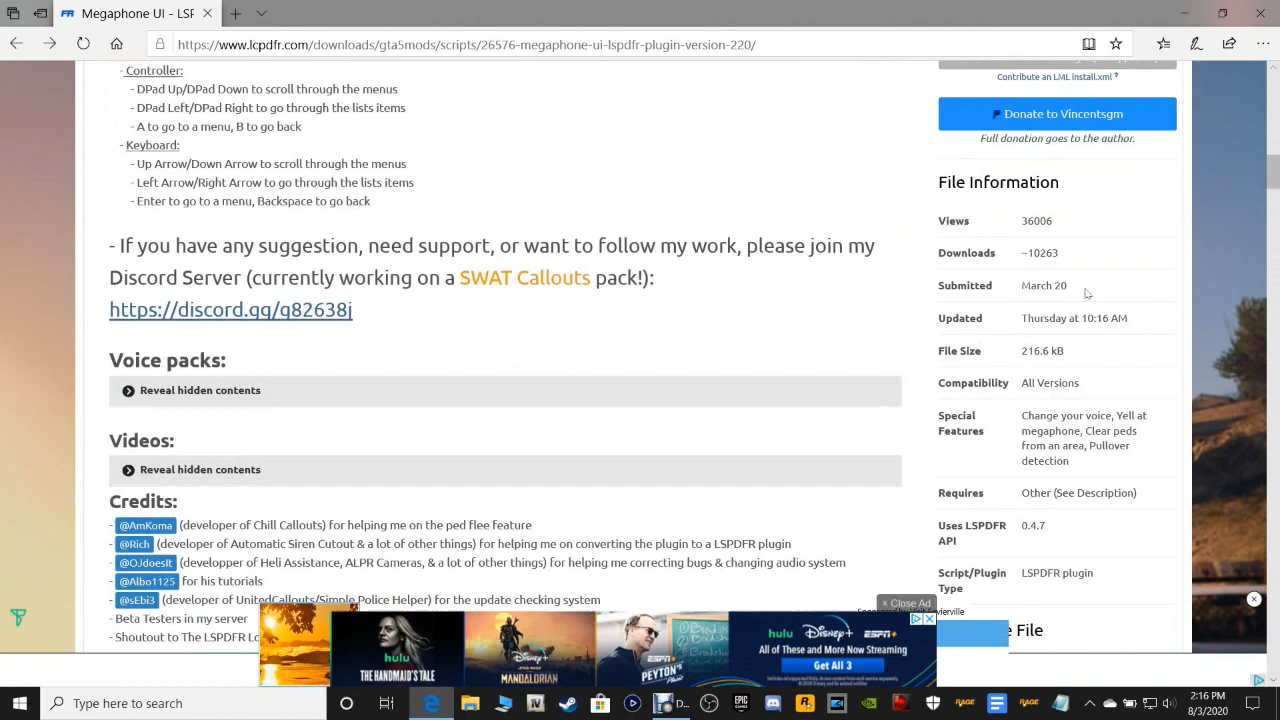 https://www.lcpdfr.com/downloads/gta5mods/scripts/26576-megaphone-ui-lspdfr-plugin-version-220/
- Controller:
- DPad Up/DPad Down to scroll through the menus
- DPad Left/DPad Right to go through the lists items
- A to go to a menu, B to go back
- Keyboard:
- Up Arrow/Down Arrow to scroll through the menus
- Left Arrow/Right Arrow to go through the lists items
- Enter to go to a menu, Backspace to go back
- If you have any suggestion, need support, or want to follow my work, please join my
Discord Server (currently working on a SWAT Callouts pack!):
https://discord.gg/g82638j
Voice packs:
Reveal hidden contents
Videos:
Reveal hidden contents
Credits:
- @AmKoma (developer of Chill Callouts) for helping me on the ped flee feature
- @Rich (developer of Automatic Siren Cutout & a lot of other things) for helping me on converting the plugin to a LSPDFR plugin
- @OJdoesIt (developper of Heli Assistance, ALPR Cameras, & a lot of other things) for helping me correcting bugs & changing audio system
- @Albo1125 for his tutorials
- @sEbi3 (developer of UnitedCallouts/Simple Police Helper) for the update checking system
- Beta Testers in my Server
- Shoutout to The LSPDFR
Contribute an LML install.xml ?
Donate to Vincentsgm
Full donation goes to the author.
File Information
Views 36006
Downloads ~10263
Submitted March 20
Updated Thursday at 10:16 AM
File Size 216.6 kB
Compatibility All Versions
Special Features Change your voice, Yell at
megaphone, Clear peds
from an area, Pullover
detection
Requires Other (See Description)
Uses LSPDFR API 0.4.7
Script/Plugin Type LSPDFR plugin
File
× Close Ad
hulu
THE HANDMAID'S TALE
STAR WARS
MANDALORIAN
ESPN+
PEYTON'S
hulu Disney+ ESPN+
All of These and More Now Streaming
Get All 3
Type here to search
D...
EPIC GAMES
RAGE
RAGE
RAGE
2:16 PM
8/3/2020